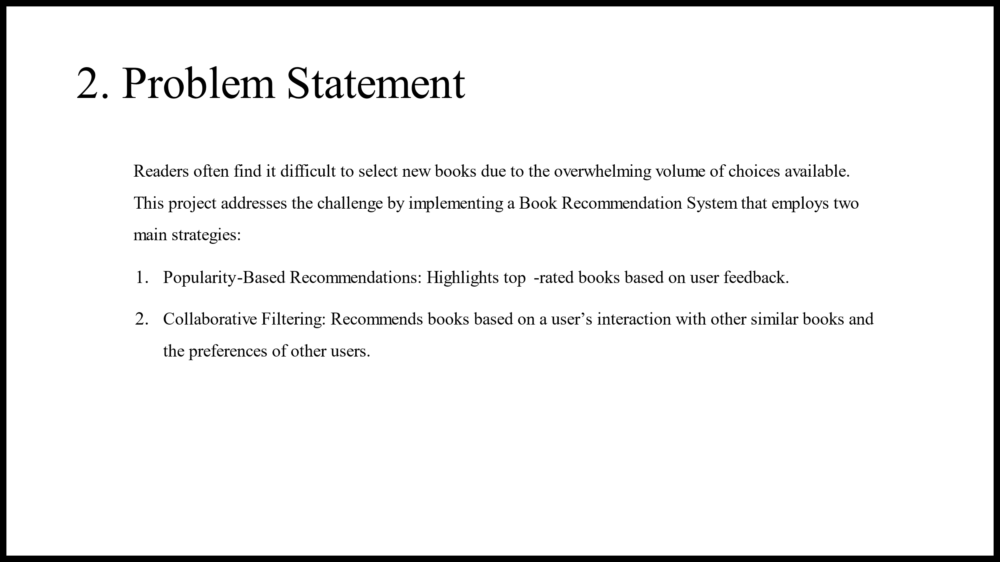 2. Problem Statement
Readers often find it difficult to select new books due to the overwhelming volume of choices available.
This project addresses the challenge by implementing a Book Recommendation System that employs two
main strategies:
1. Popularity-Based Recommendations: Highlights top -rated books based on user feedback.
2. Collaborative Filtering: Recommends books based on a user’s interaction with other similar books and
the preferences of other users.